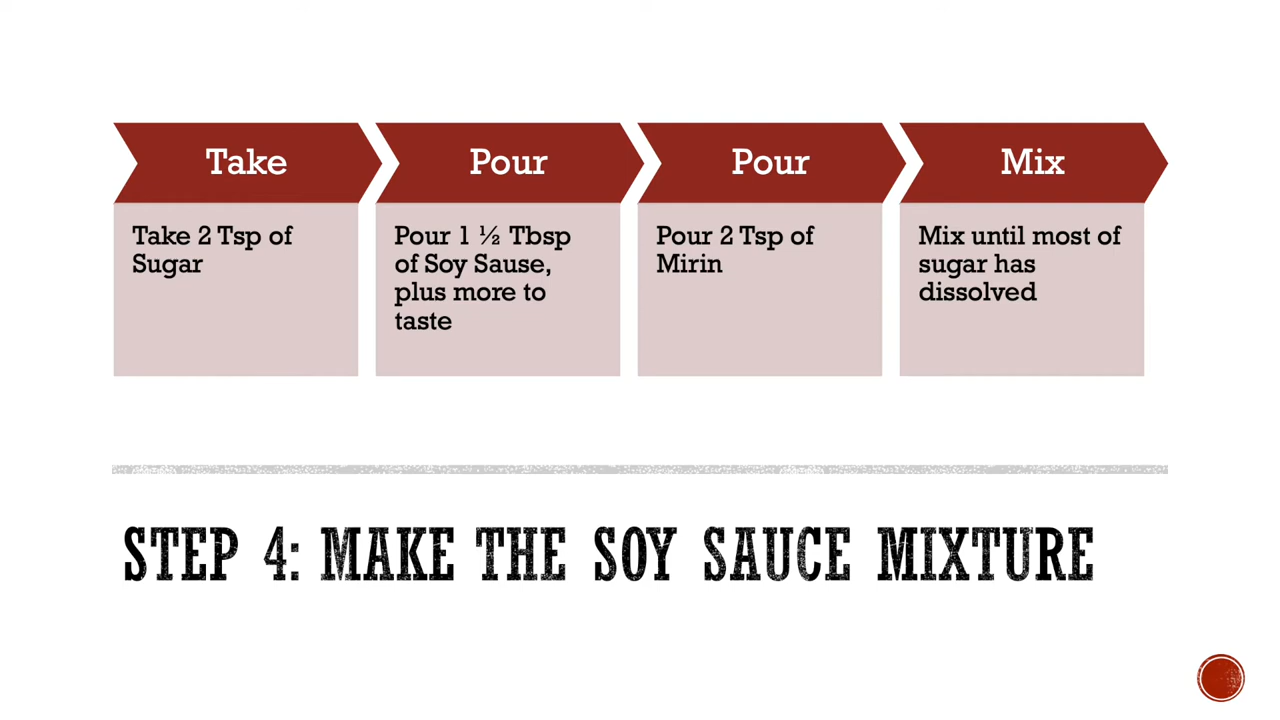 Take
Take 2 Tsp of
Sugar
Pour
Pour 1 ½ Tbsp
of Soy Sause,
plus more to
taste
Pour
Pour 2 Tsp of
Mirin
Mix
Mix until most of
sugar has
dissolved
STEP 4: MAKE THE SOY SAUCE MIXTURE